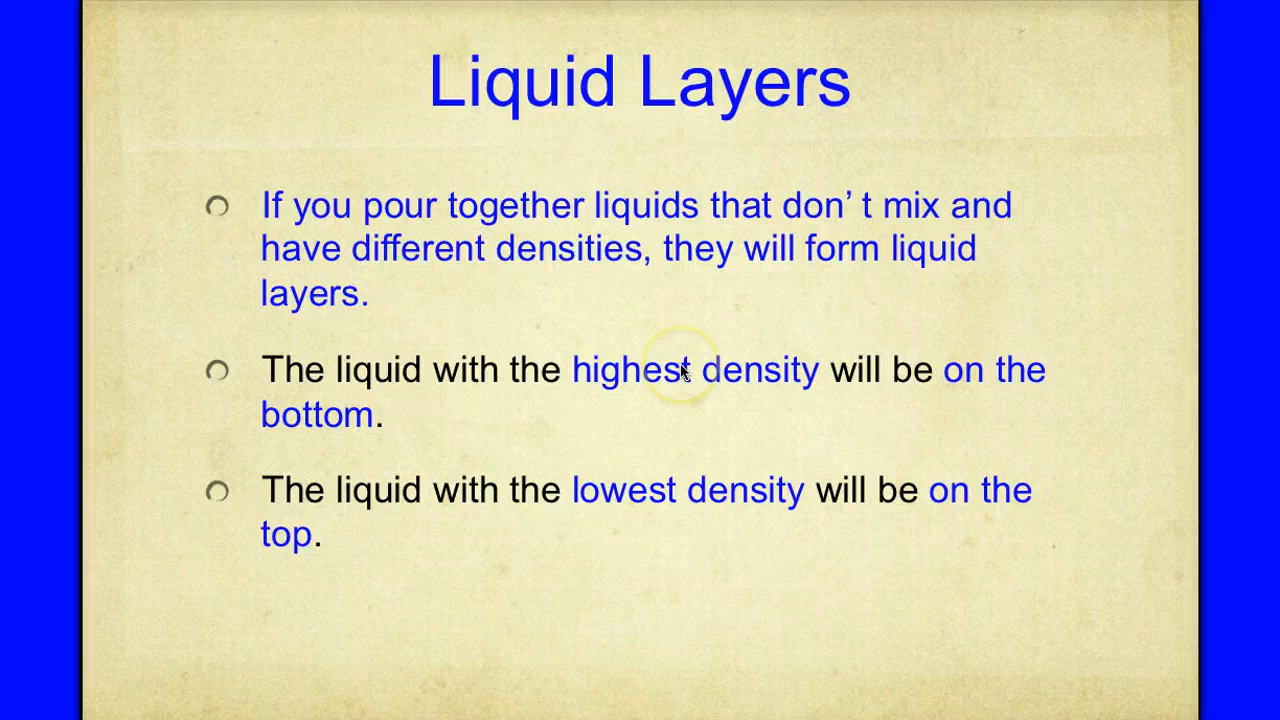 Liquid Layers
If you pour together liquids that don’ t mix and
have different densities, they will form liquid
layers.
The liquid with the highest density will be on the
bottom.
The liquid with the lowest density will be on the
top.